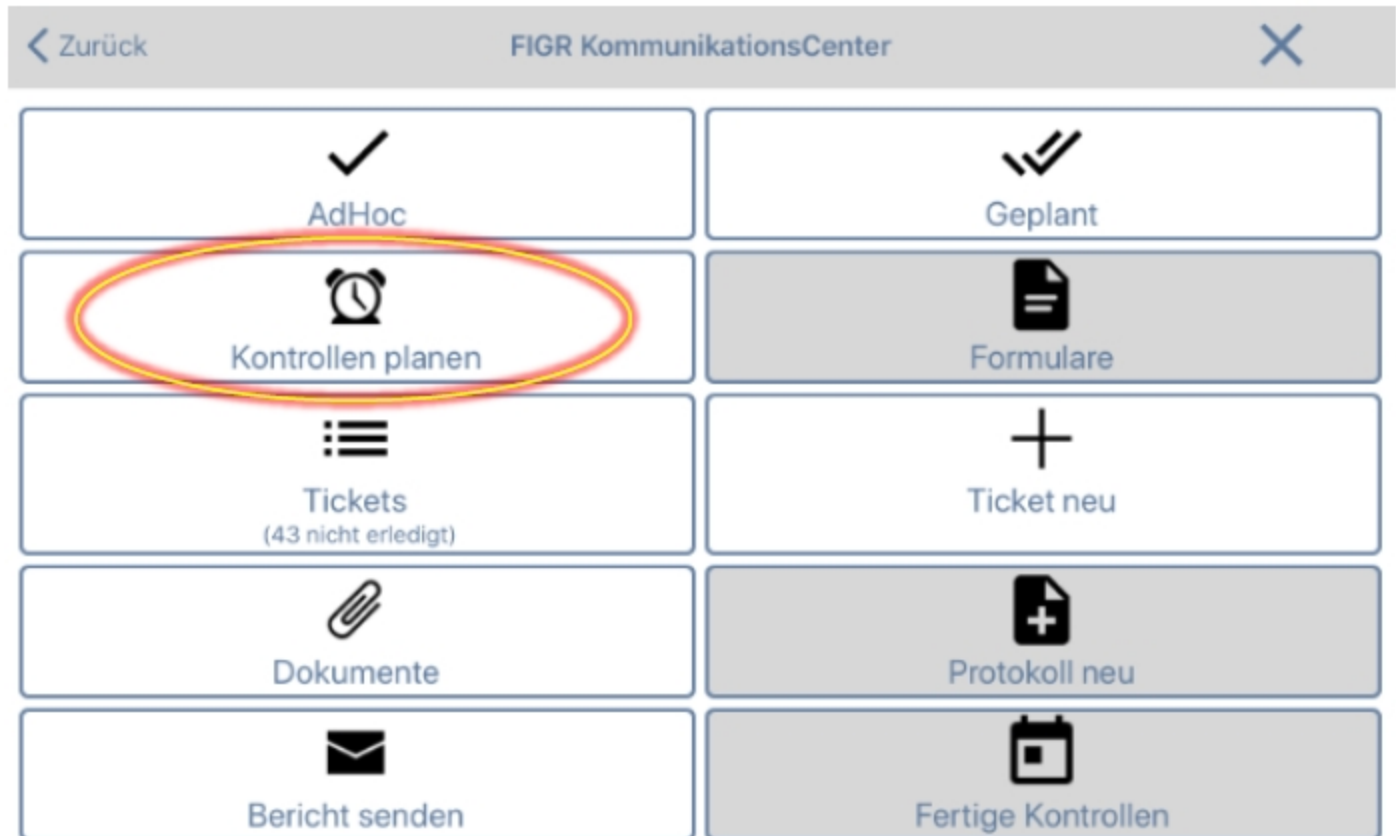 Zurück
FIGR KommunikationsCenter
AdHoc
Geplant
Kontrollen planen
Formulare
Tickets
(43 nicht erledigt)
Ticket neu
Dokumente
Protokoll neu
Bericht senden
Fertige Kontrollen